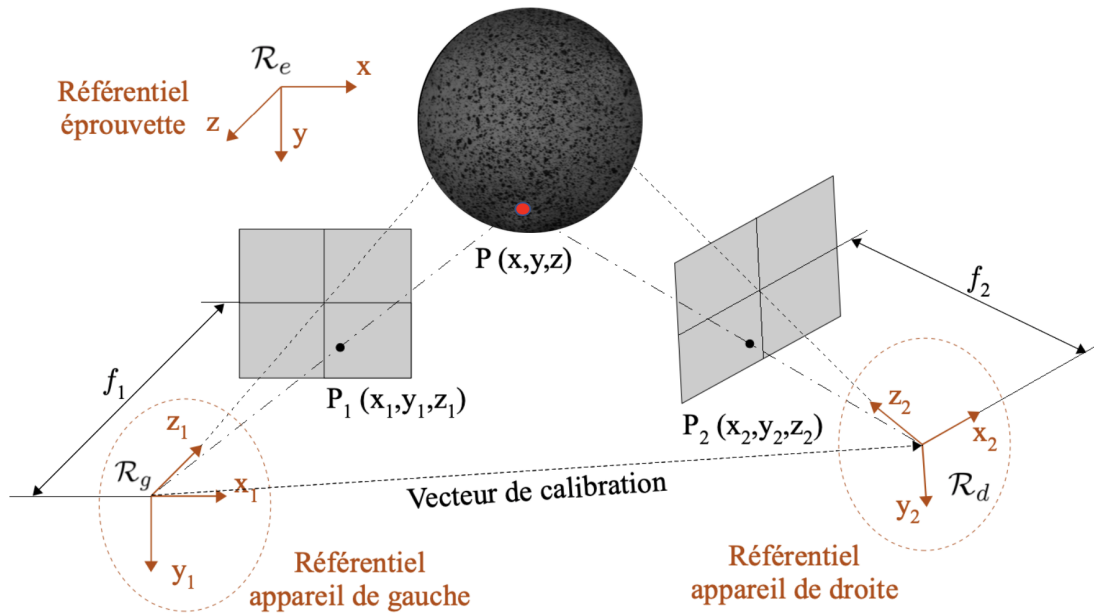 ℛe
x
Référentiel
éprouvette
z
y
P (x,y,z)
f₂
f₁
P₁ (x₁,y₁,z₁)
z₁
P₂ (x₂,y₂,z₂)
z₂
x₂
ℛg
x₁
Vecteur de calibration
y₂
ℛd
y₁
Référentiel
appareil de gauche
Référentiel
appareil de droite